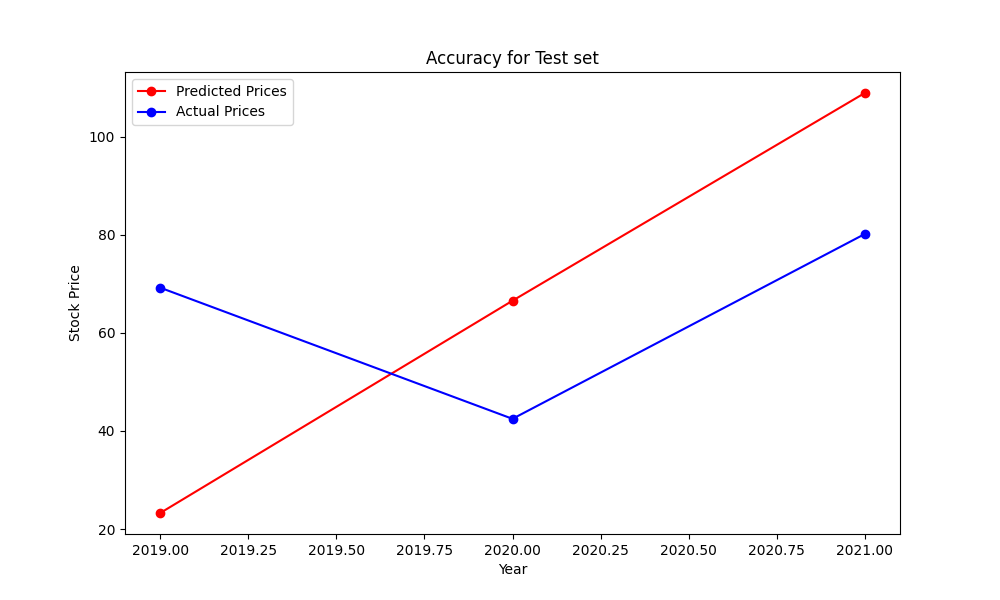 Accuracy for Test set
Predicted Prices
Actual Prices
100
80
60
40
20
Stock Price
2019.00 2019.25 2019.50 2019.75 2020.00 2020.25 2020.50 2020.75 2021.00
Year